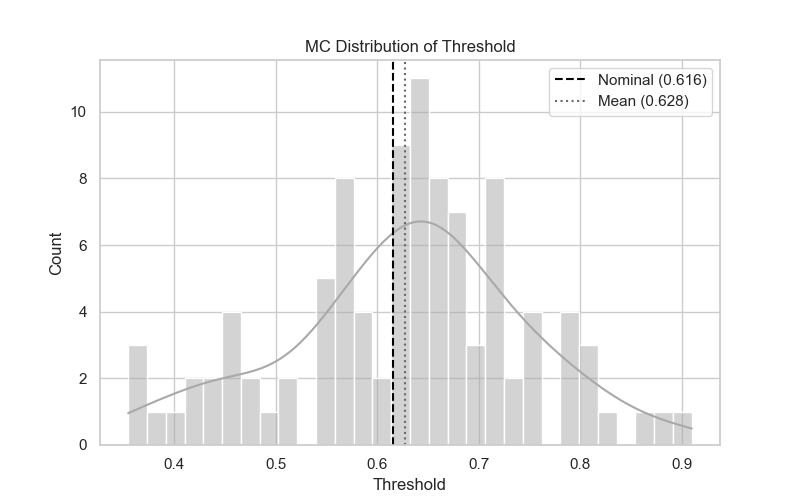 MC Distribution of Threshold
Nominal (0.616)
Mean (0.628)
Count
10
8
6
4
2
0
0.4 0.5 0.6 0.7 0.8 0.9
Threshold